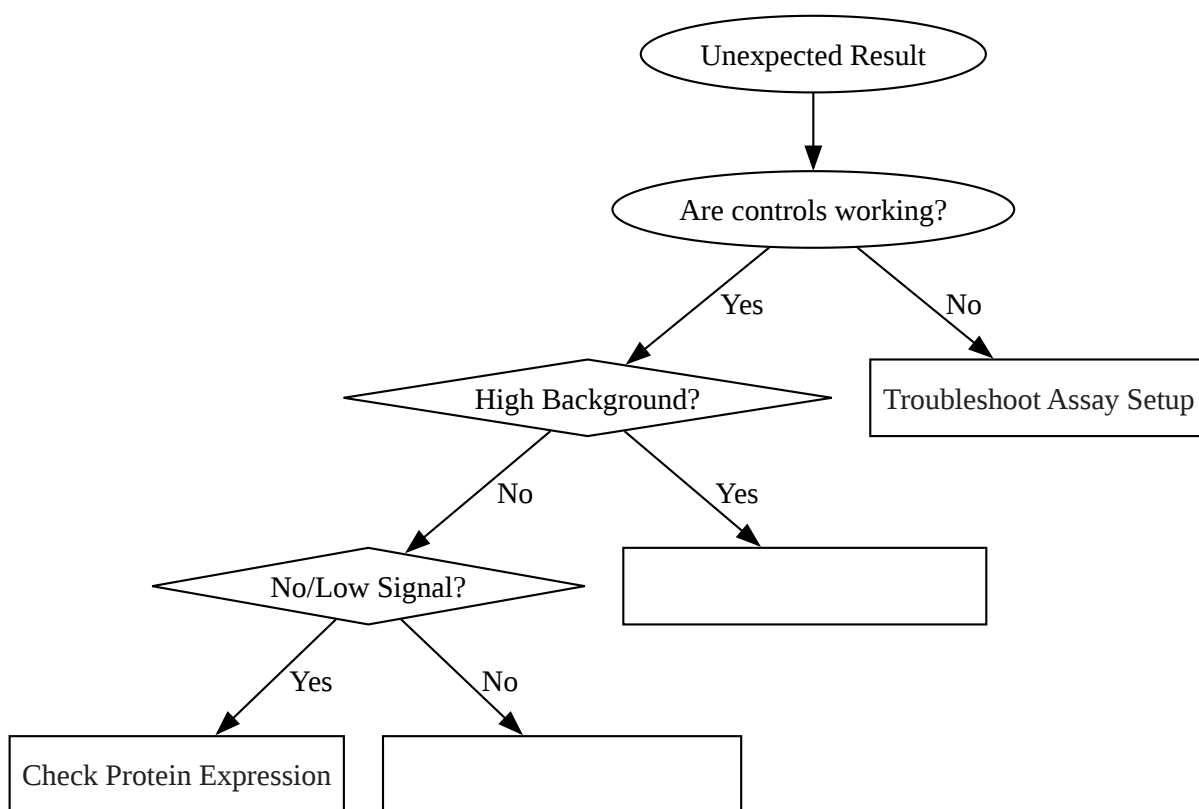 Unexpected Result
Are controls working?
Yes
No
High Background?
Troubleshoot Assay Setup
No
Yes
No/Low Signal?
Yes
No
Check Protein Expression